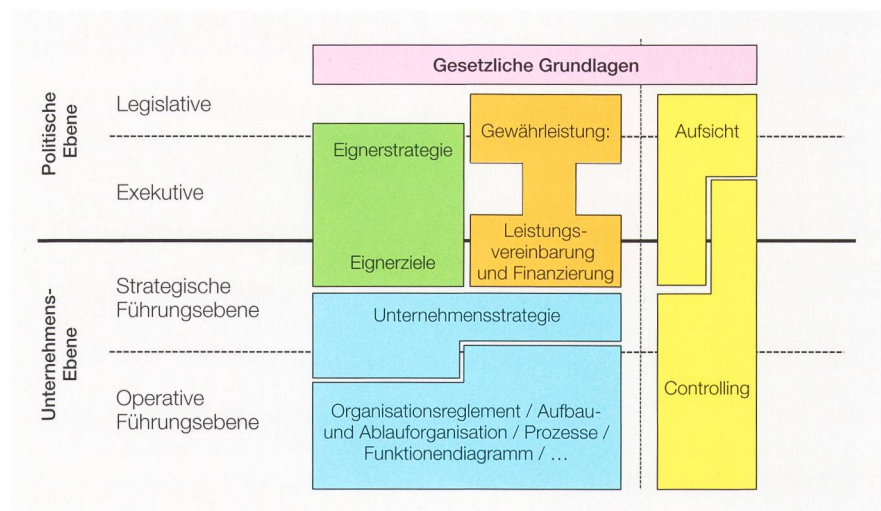 Gesetzliche Grundlagen
Politische
Ebene
Legislative
Exekutive
Eignerstrategie
Eignerziele
Gewährleistung:
Leistungs-
vereinbarung
und Finanzierung
Aufsicht
Unternehmens-
Ebene
Strategische
Führungsebene
Operative
Führungsebene
Unternehmensstrategie
Organisationsreglement / Aufbau-
und Ablauforganisation / Prozesse /
Funktionendiagramm / ...
Controlling